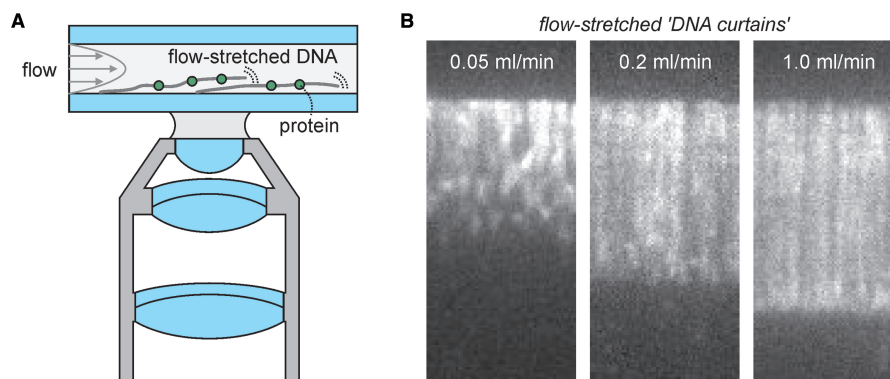 A
flow
flow-stretched DNA
protein
B
flow-stretched 'DNA curtains'
0.05 ml/min
0.2 ml/min
1.0 ml/min